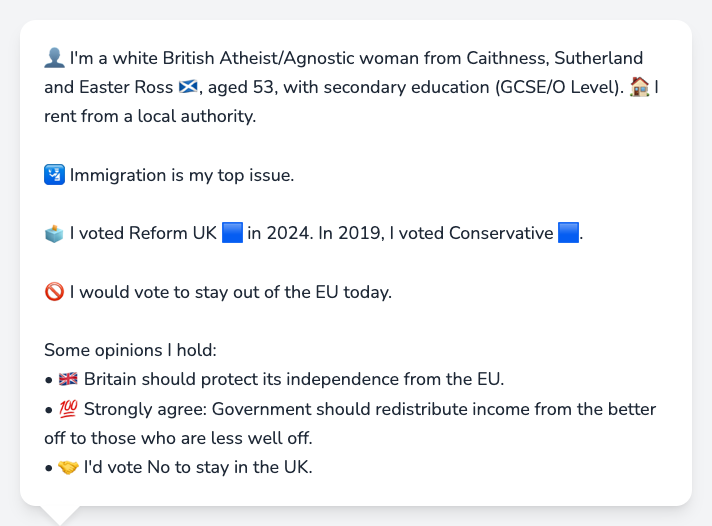 👤 I'm a white British Atheist/Agnostic woman from Caithness, Sutherland
and Easter Ross 🏴󠁧󠁢󠁳󠁣󠁴󠁿, aged 53, with secondary education (GCSE/O Level). 🏠 I
rent from a local authority.
🛂 Immigration is my top issue.
🗳️ I voted Reform UK 🟦 in 2024. In 2019, I voted Conservative 🟦.
🚫 I would vote to stay out of the EU today.
Some opinions I hold:
• 🇬🇧 Britain should protect its independence from the EU.
• 💯 Strongly agree: Government should redistribute income from the better
off to those who are less well off.
• 🤝 I'd vote No to stay in the UK.